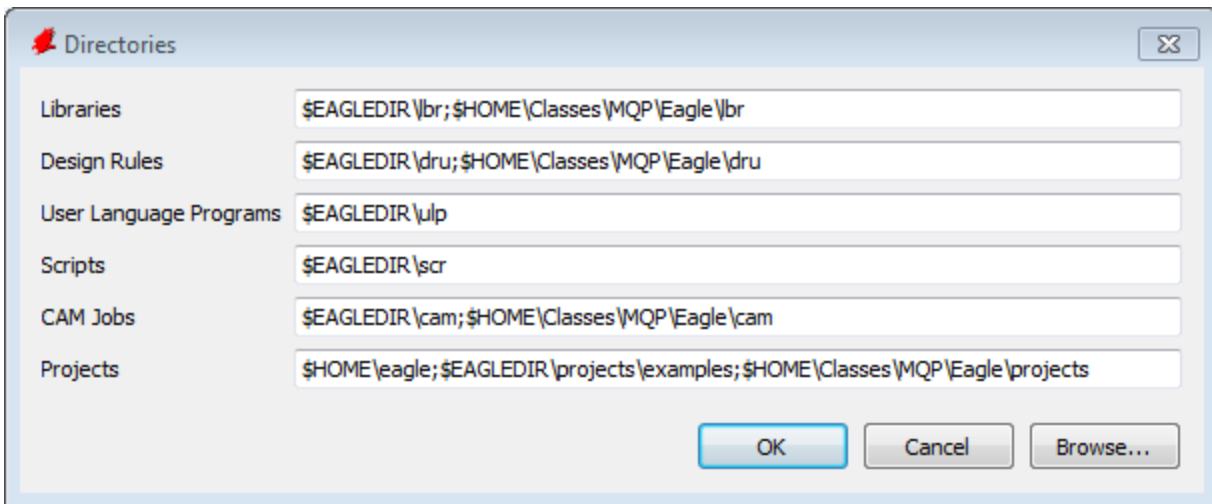 Directories
Libraries $EAGLEDIR\lbr;$HOME\Classes\MQP\Eagle\lbr
Design Rules $EAGLEDIR\dru;$HOME\Classes\MQP\Eagle\dru
User Language Programs $EAGLEDIR\ulp
Scripts $EAGLEDIR\scr
CAM Jobs $EAGLEDIR\cam;$HOME\Classes\MQP\Eagle\cam
Projects $HOME\eagle;$EAGLEDIR\projects\examples;$HOME\Classes\MQP\Eagle\projects
OK Cancel Browse...